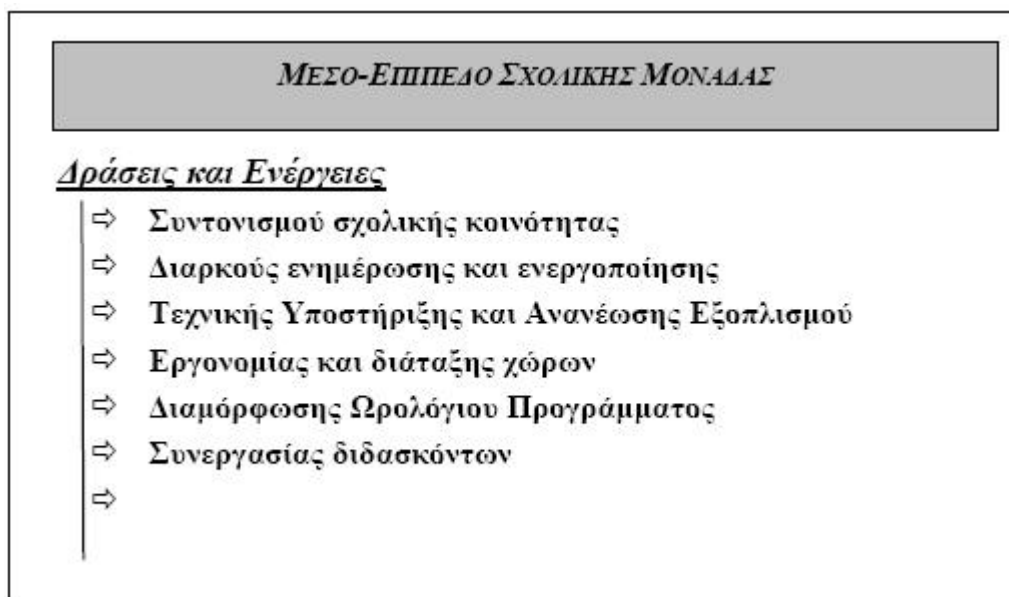 ΜΕΣΟ-ΕΠΙΠΕΔΟ ΣΧΟΛΙΚΗΣ ΜΟΝΑΔΑΣ
Δράσεις και Ενέργειες
⇨ Συντονισμού σχολικής κοινότητας
⇨ Διαρκούς ενημέρωσης και ενεργοποίησης
⇨ Τεχνικής Υποστήριξης και Ανανέωσης Εξοπλισμού
⇨ Εργονομίας και διάταξης χώρων
⇨ Διαμόρφωσης Ωρολόγιου Προγράμματος
⇨ Συνεργασίας διδασκόντων
⇨